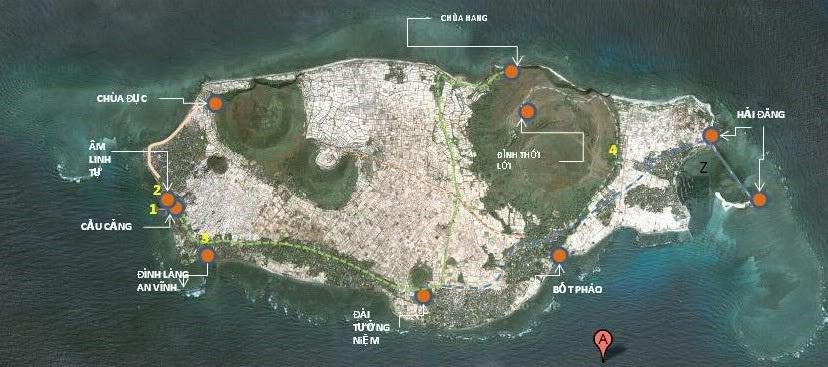 CHÙA HANG
CHÙA ĐỤC
HẢI ĐĂNG
ÂM
LINH
TỰ
ĐỈNH THỚI
LỚI
4
Z
2
1
CẦU CẢNG
3
ĐÌNH LÀNG
AN VĨNH
BỐT PHÁO
ĐÀI
TƯỞNG
NIỆM
A